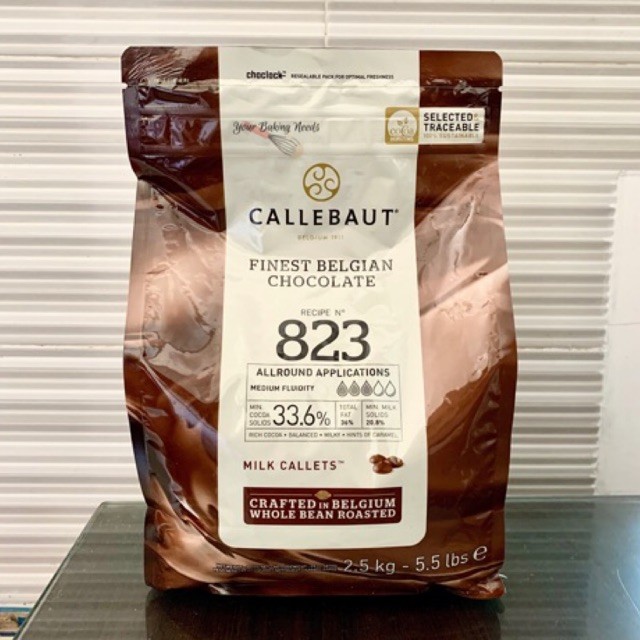 choclock² RESEALABLE PACK FOR OPTIMAL FRESHNESS
Your Baking Needs
COCOA
SELECTED &
TRACEABLE
100% SUSTAINABLE
CALLEBAUT®
BELGIUM 1911
FINEST BELGIAN
CHOCOLATE
RECIPE N°
823
ALLROUND APPLICATIONS
MEDIUM FLUIDITY
MIN. COCOA SOLIDS 33.6% TOTAL FAT 36% MIN. MILK SOLIDS 20.8%
RICH COCOA • BALANCED • MILKY • HINTS OF CARAMEL
MILK CALLETS™
CRAFTED IN BELGIUM
WHOLE BEAN ROASTED
2.5 kg - 5.5 lbs ℮